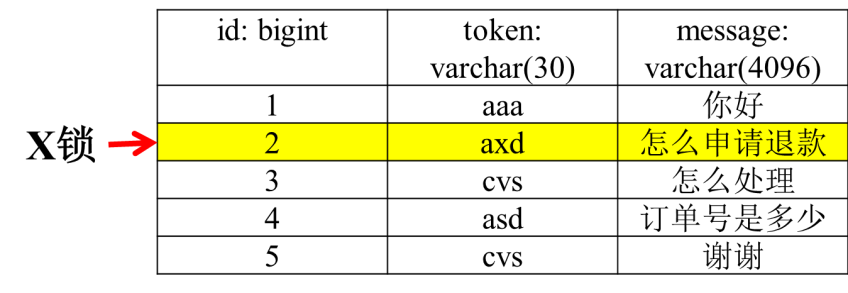 id: bigint token: varchar(30) message: varchar(4096)
1 aaa 你好
X锁 2 axd 怎么申请退款
3 cvs 怎么处理
4 asd 订单号是多少
5 cvs 谢谢